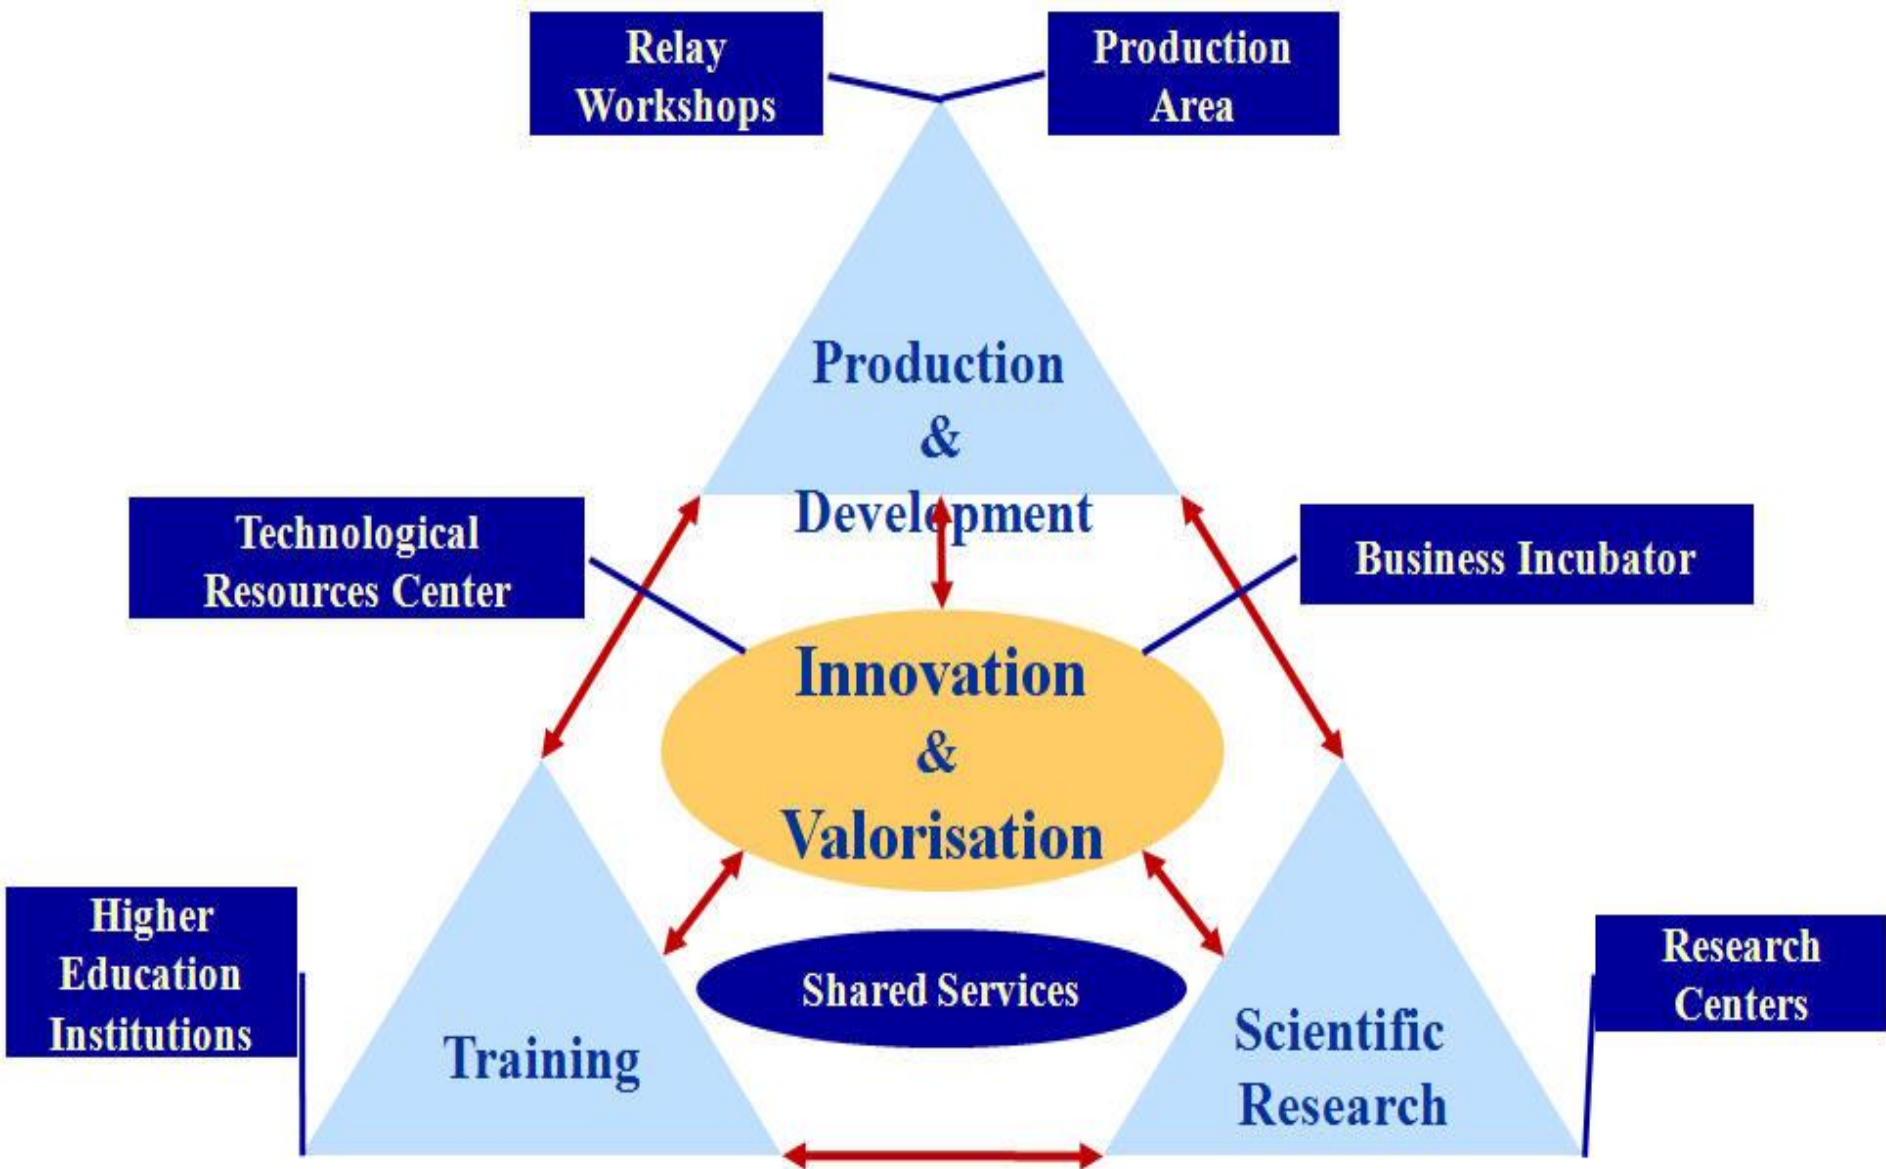 Relay
Workshops
Production
Area
Production
&
Development
Technological
Resources Center
Business Incubator
Innovation
&
Valorisation
Higher
Education
Institutions
Shared Services
Research
Centers
Training
Scientific
Research